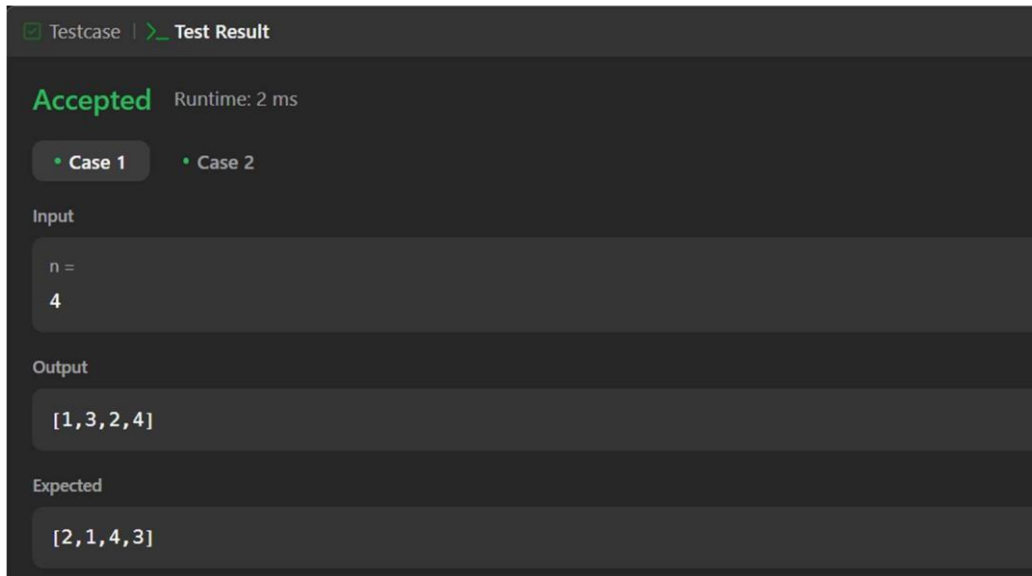 Testcase | >_ Test Result
Accepted Runtime: 2 ms
• Case 1 • Case 2
Input
n =
4
Output
[1,3,2,4]
Expected
[2,1,4,3]